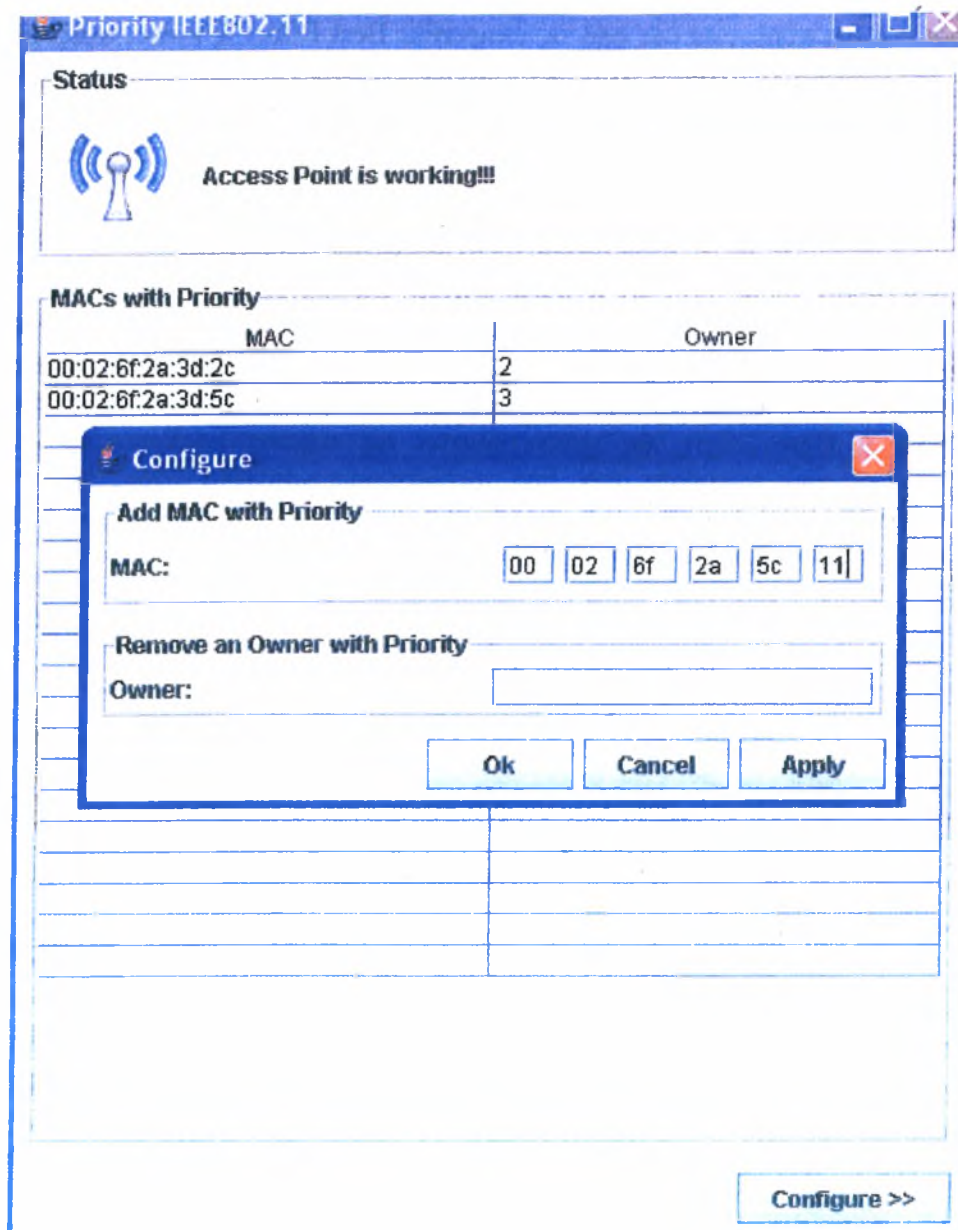 Priority IEEE802.11
Status
Access Point is working!!!
MACs with Priority
MAC Owner
00:02:6f:2a:3d:2c 2
00:02:6f:2a:3d:5c 3
Configure
Add MAC with Priority
MAC: 00 02 6f 2a 5c 11
Remove an Owner with Priority
Owner:
Ok Cancel Apply
Configure >>